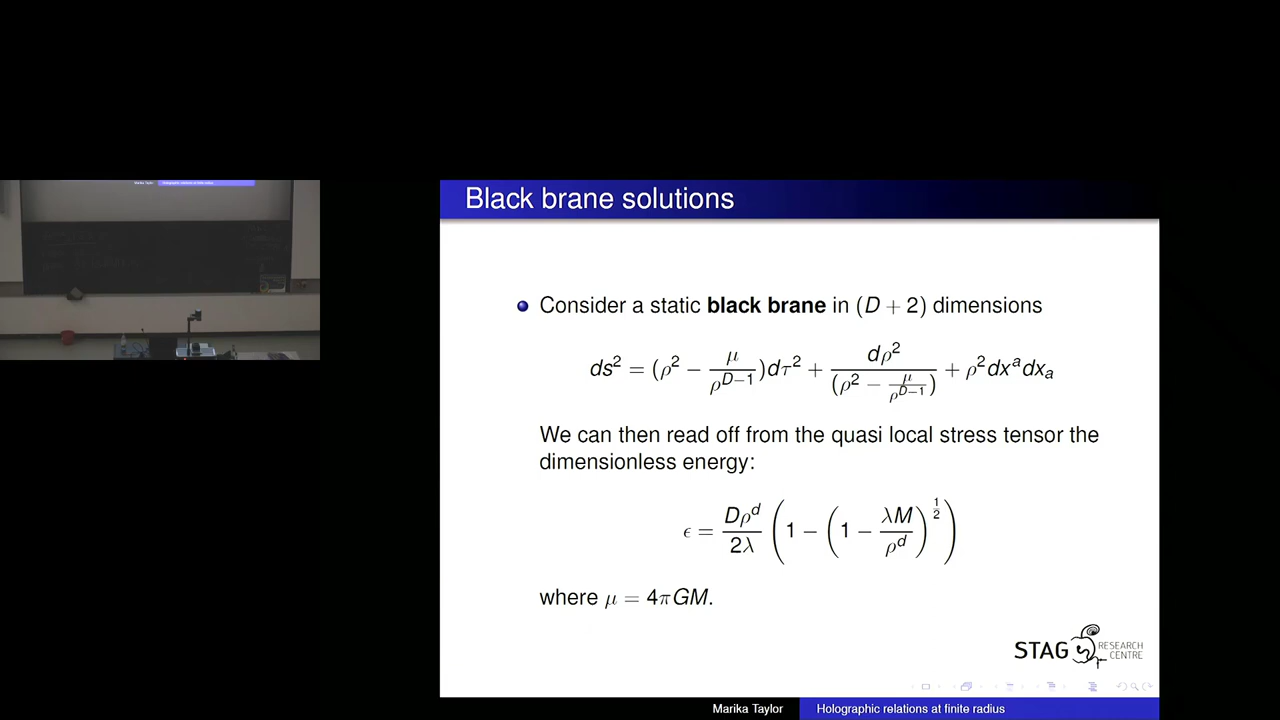 Black brane solutions
Consider a static black brane in (D + 2) dimensions
ds² = (ρ² − μ/ρ^{D−1})dτ² + dρ²/(ρ² − μ/ρ^{D−1}) + ρ²dx^a dx_a
We can then read off from the quasi local stress tensor the
dimensionless energy:
ϵ = Dρ^d/2λ (1 − (1 − λM/ρ^d)^{1/2})
where μ = 4πGM.
STAG RESEARCH
CENTRE
Marika Taylor Holographic relations at finite radius